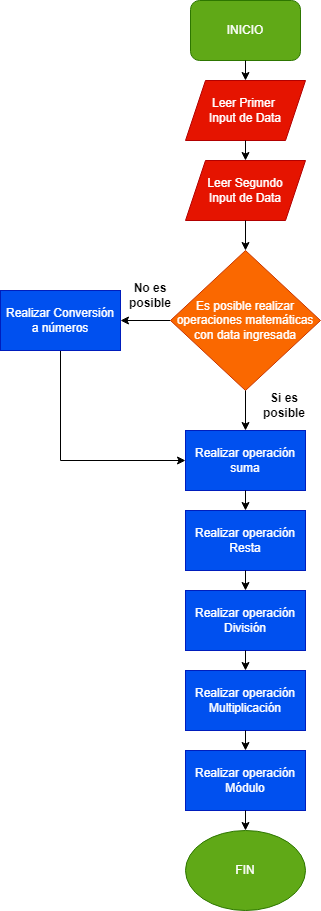 INICIO
Leer Primer
Input de Data
Leer Segundo
Input de Data
Es posible realizar
operaciones matemáticas
con data ingresada
No es
posible
Realizar Conversión
a números
Si es
posible
Realizar operación
suma
Realizar operación
Resta
Realizar operación
División
Realizar operación
Multiplicación
Realizar operación
Módulo
FIN